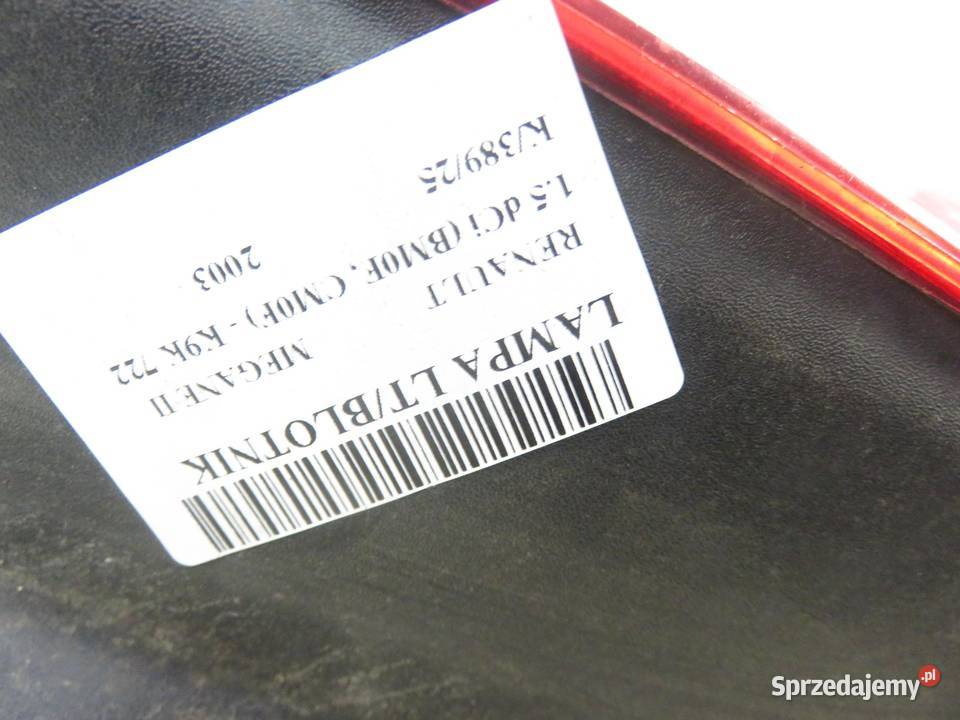 LAMPA LT/BLOTNIK
RENAULT MEGANE II
1.5 dCi (BM0F, CM0F) - K9K 722
K/389/25 2003
Sprzedajemy.pl